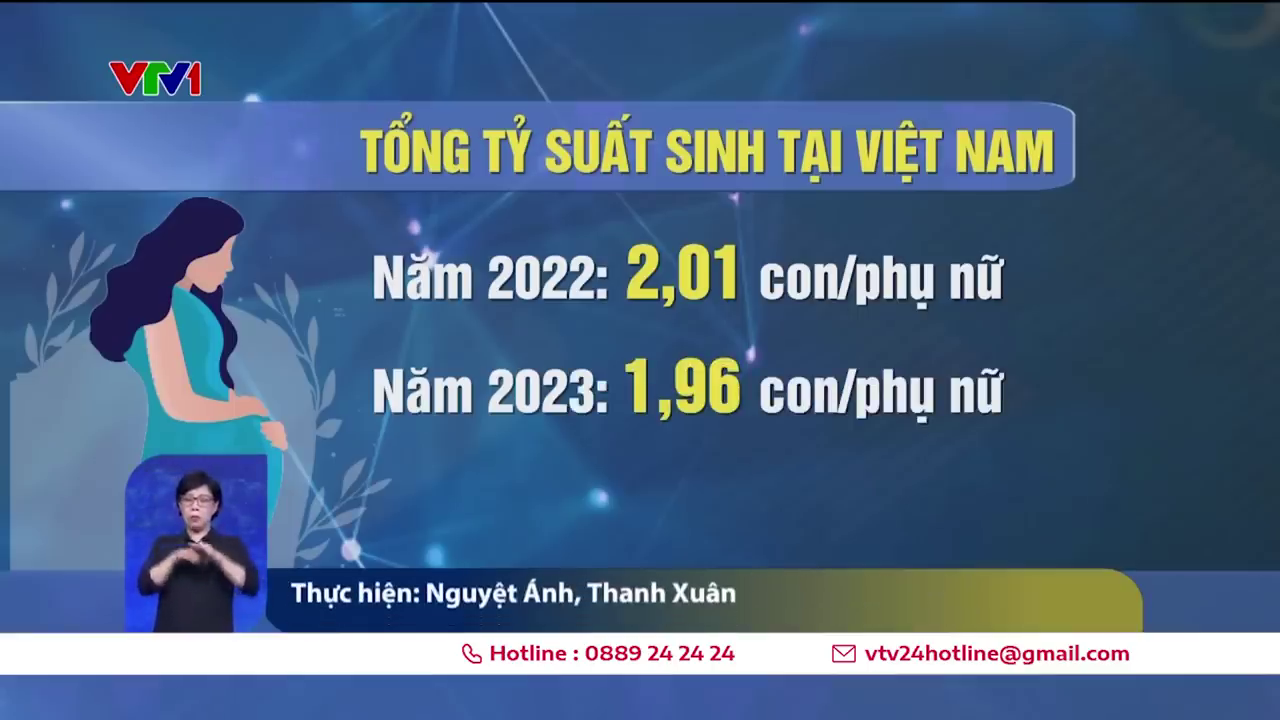 VTV1
TỔNG TỶ SUẤT SINH TẠI VIỆT NAM
Năm 2022: 2,01 con/phụ nữ
Năm 2023: 1,96 con/phụ nữ
Thực hiện: Nguyệt Ánh, Thanh Xuân
Hotline : 0889 24 24 24 vtv24hotline@gmail.com